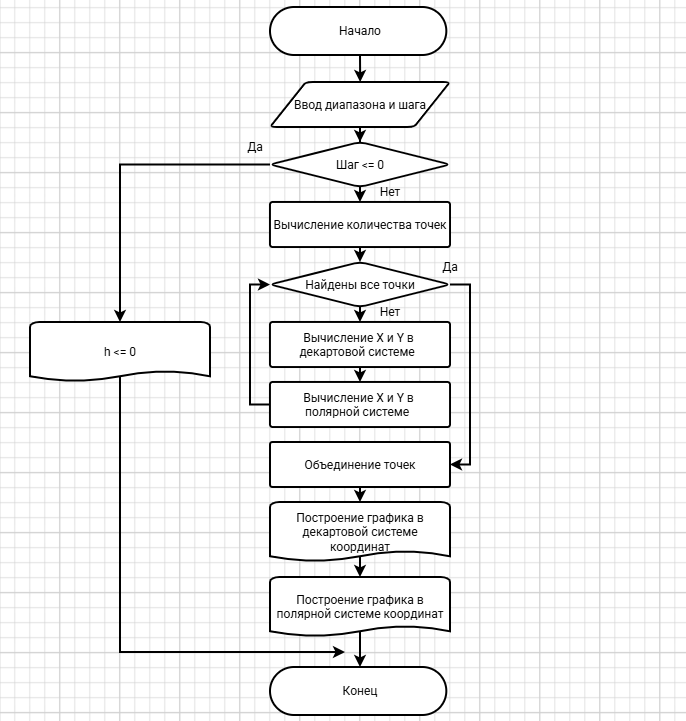 Начало
Ввод диапазона и шага
Да
Шаг <= 0
Нет
Вычисление количества точек
Да
Найдены все точки
Нет
h <= 0
Вычисление X и Y в
декартовой системе
Вычисление X и Y в
полярной системе
Объединение точек
Построение графика в
декартовой системе
координат
Построение графика в
полярной системе координат
Конец